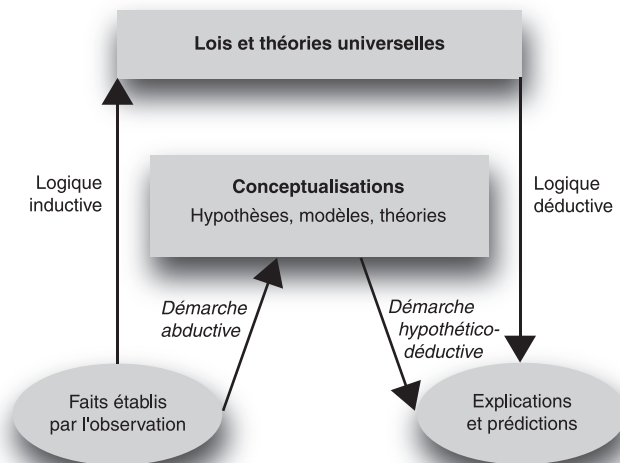 Lois et théories universelles
Logique
inductive
Conceptualisations
Hypothèses, modèles, théories
Logique
déductive
Démarche
abductive
Démarche
hypothético-
déductive
Faits établis
par l'observation
Explications
et prédictions